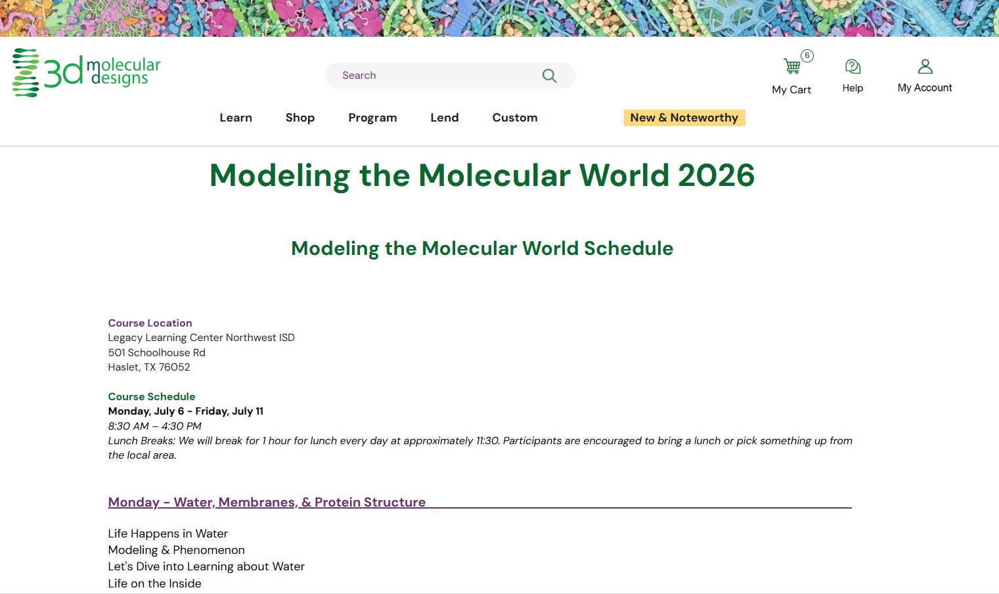 3d molecular designs
Search
6
My Cart
Help
My Account
Learn Shop Program Lend Custom New & Noteworthy
Modeling the Molecular World 2026
Modeling the Molecular World Schedule
Course Location
Legacy Learning Center Northwest ISD
501 Schoolhouse Rd
Haslet, TX 76052
Course Schedule
Monday, July 6 - Friday, July 11
8:30 AM – 4:30 PM
Lunch Breaks: We will break for 1 hour for lunch every day at approximately 11:30. Participants are encouraged to bring a lunch or pick something up from
the local area.
Monday - Water, Membranes, & Protein Structure
Life Happens in Water
Modeling & Phenomenon
Let's Dive into Learning about Water
Life on the Inside